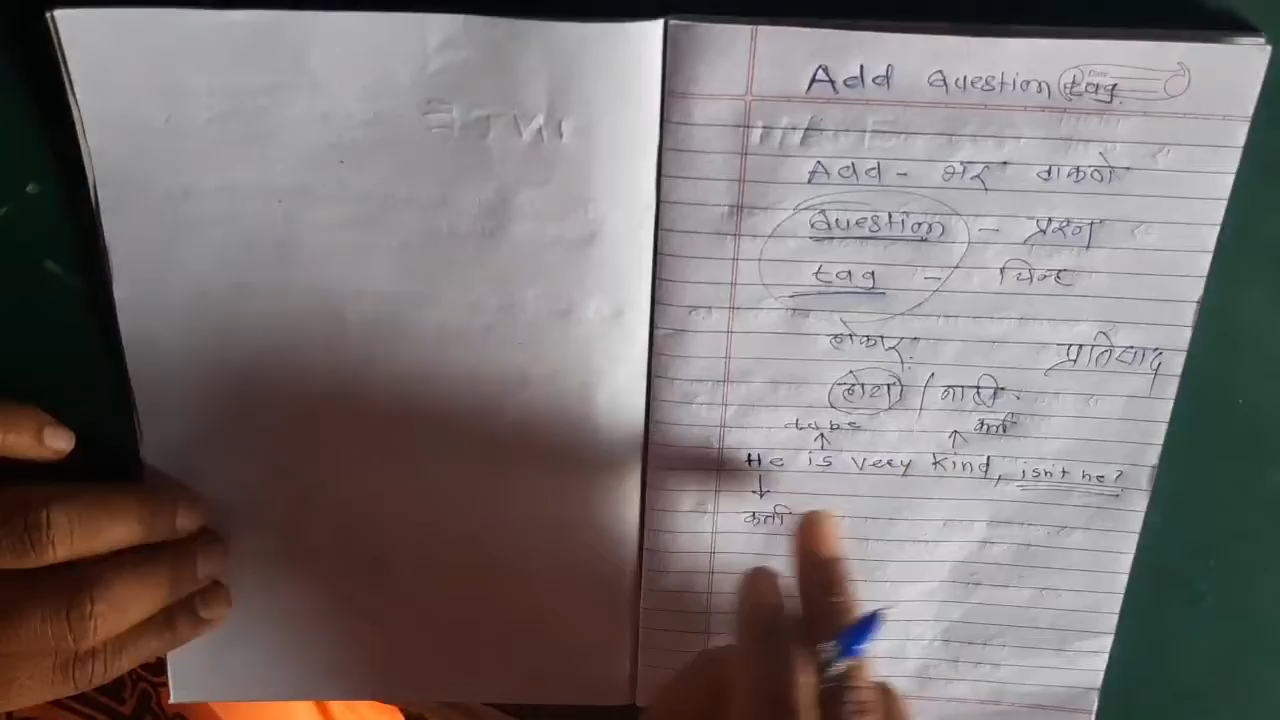 Add Question tag.
Add - भर टाकणे
Question - प्रश्न
tag - चिन्ह
होकार.
प्रतिवाद
होय / नाही.
to be कर्म
He is very kind, isn't he?
कर्ता